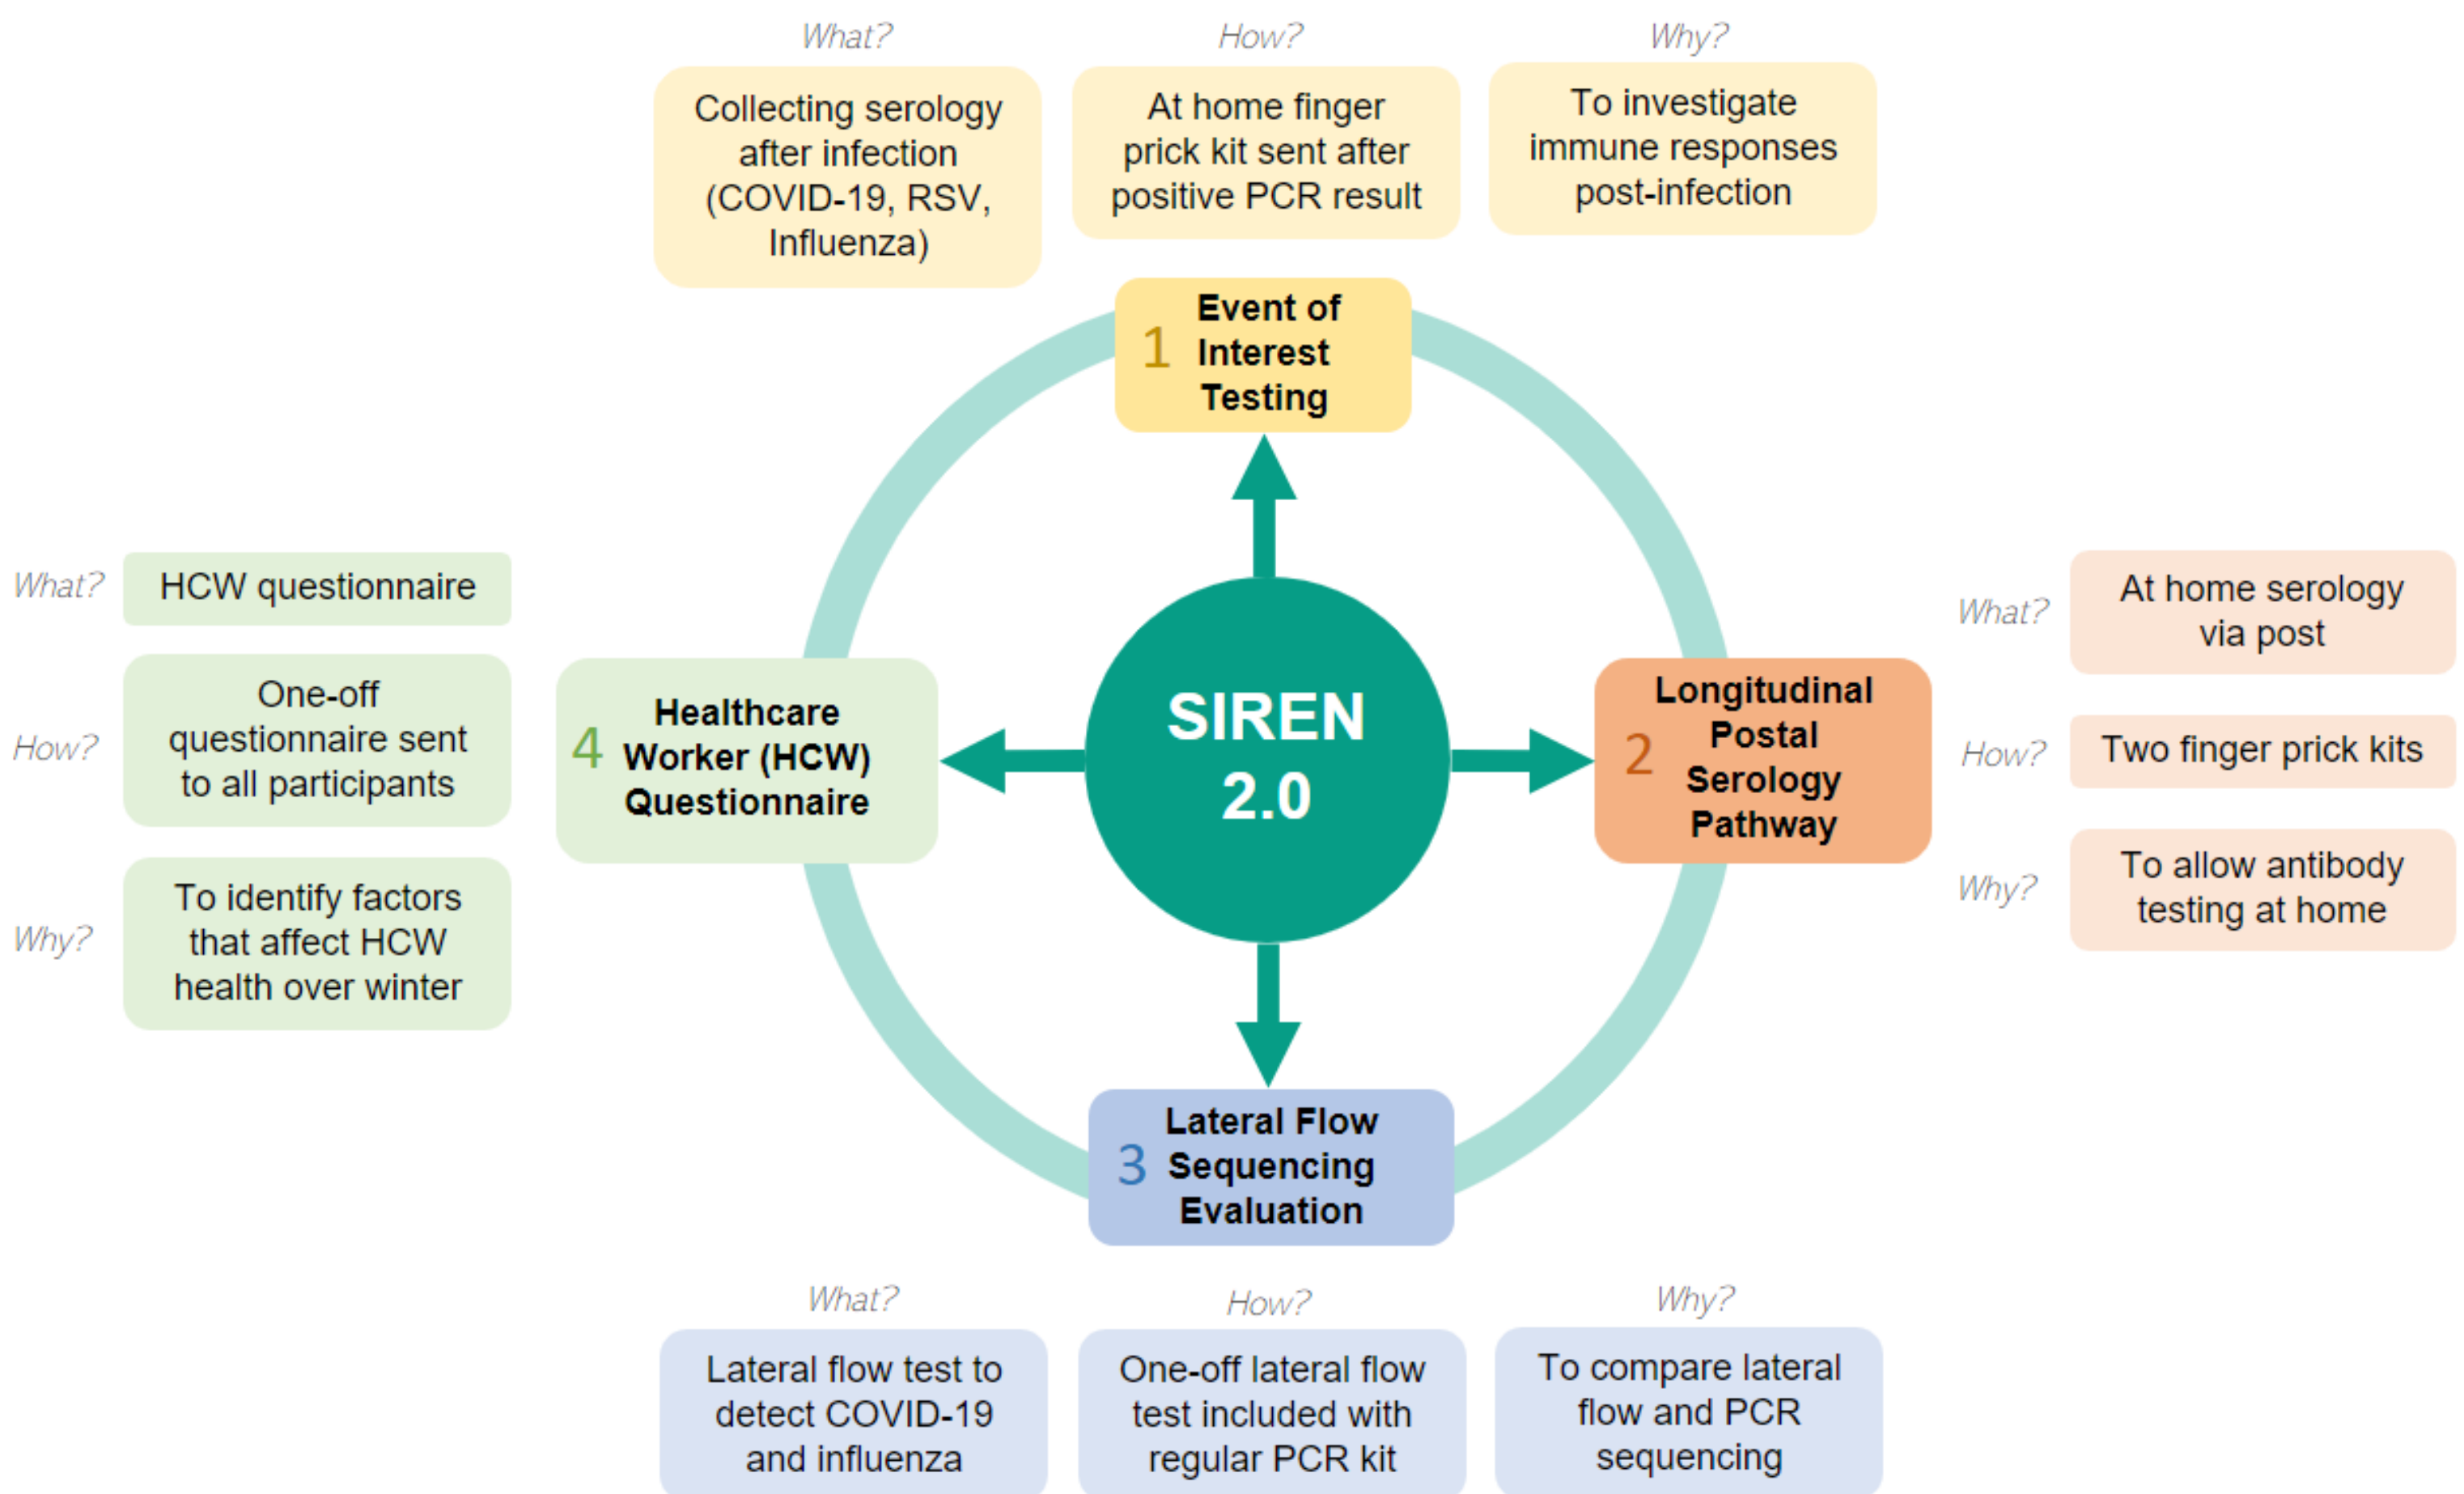 What?
Collecting serology
after infection
(COVID-19, RSV,
Influenza)
How?
At home finger
prick kit sent after
positive PCR result
Why?
To investigate
immune responses
post-infection
1
Event of
Interest
Testing
What?
HCW questionnaire
How?
One-off
questionnaire sent
to all participants
Why?
To identify factors
that affect HCW
health over winter
4
Healthcare
Worker (HCW)
Questionnaire
SIREN
2.0
2
Longitudinal
Postal
Serology
Pathway
What?
At home serology
via post
How?
Two finger prick kits
Why?
To allow antibody
testing at home
3
Lateral Flow
Sequencing
Evaluation
What?
Lateral flow test to
detect COVID-19
and influenza
How?
One-off lateral flow
test included with
regular PCR kit
Why?
To compare lateral
flow and PCR
sequencing